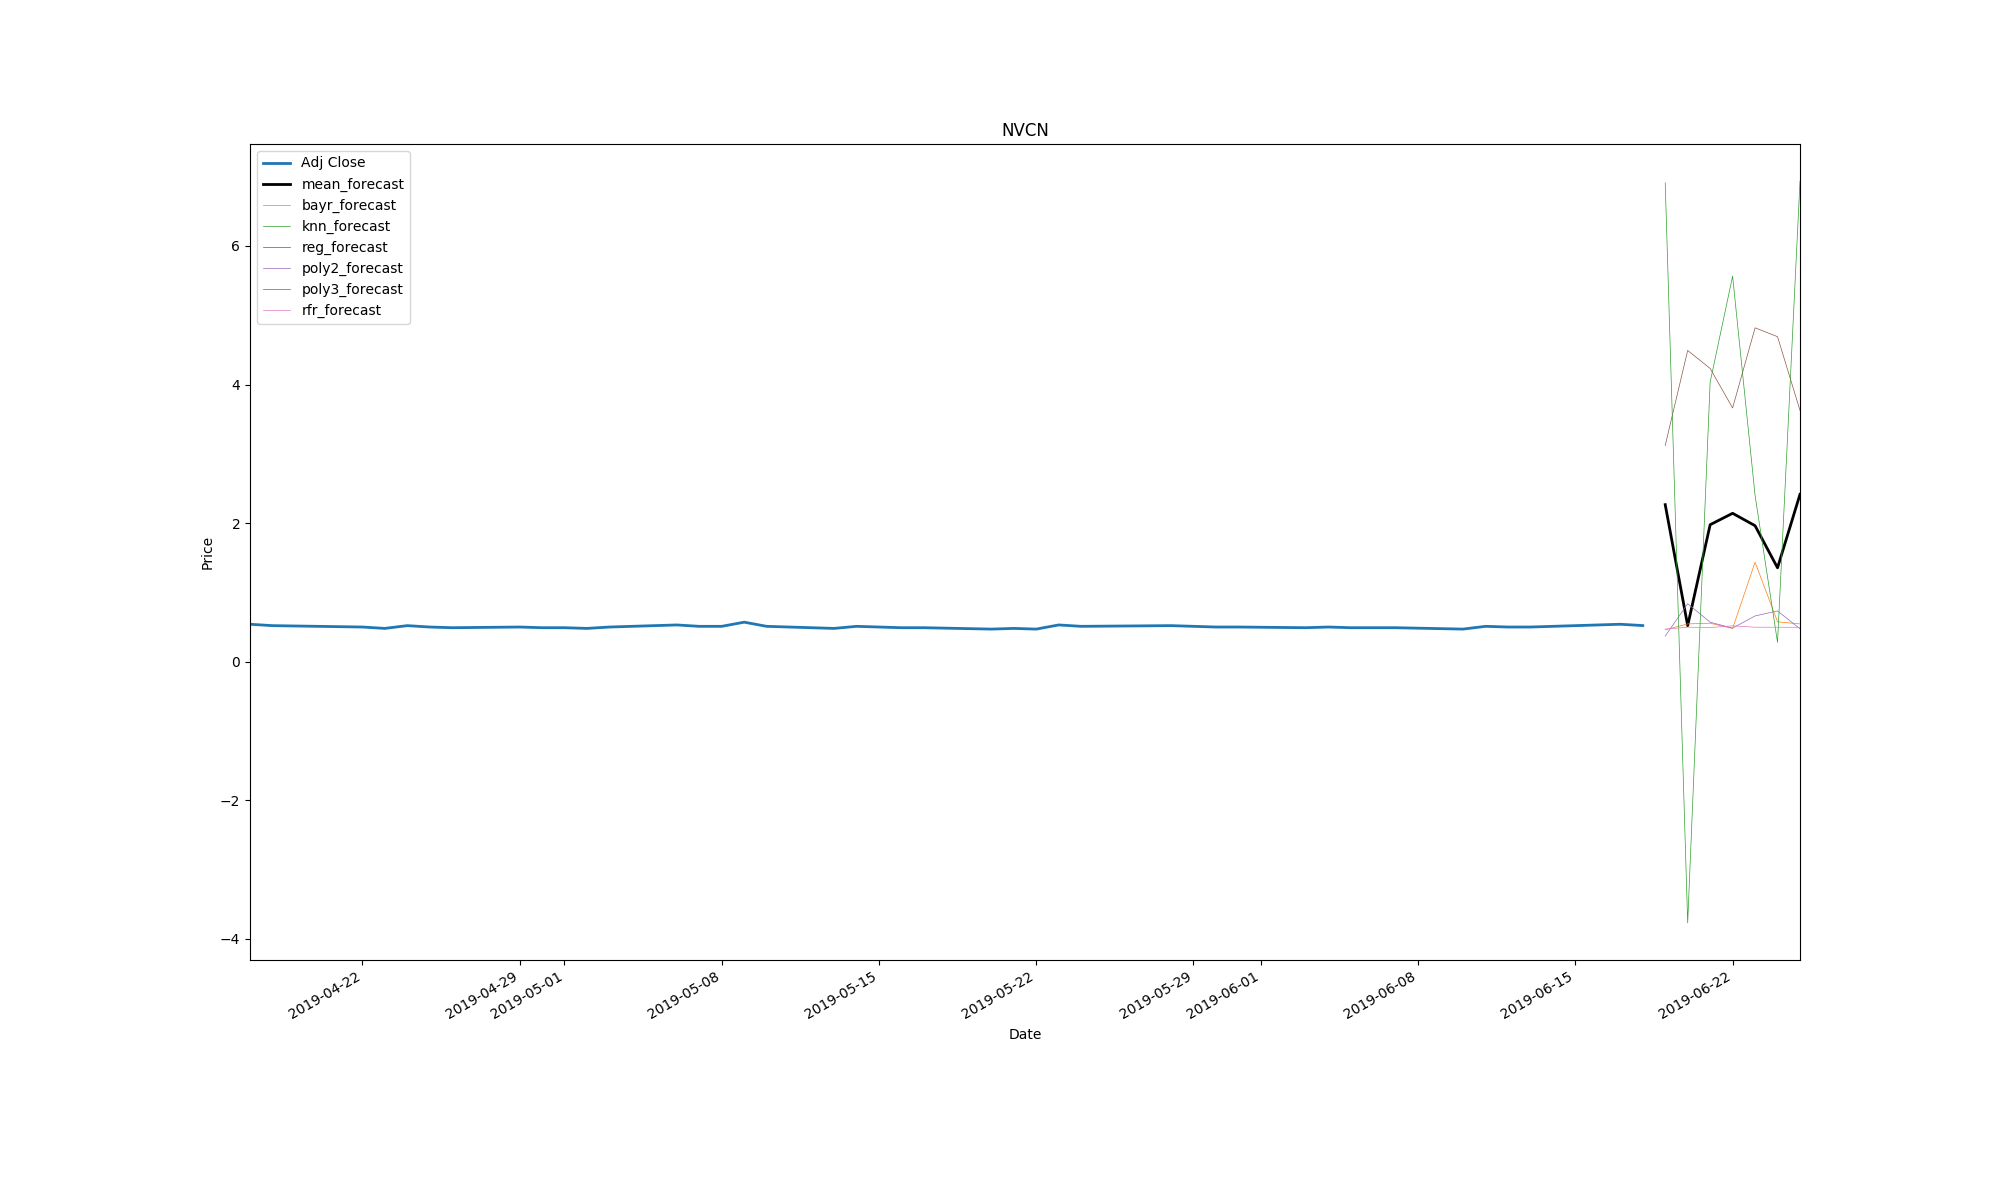 NVCN
Adj Close
mean_forecast
bayr_forecast
knn_forecast
reg_forecast
poly2_forecast
poly3_forecast
rfr_forecast
Price
6
4
2
0
−2
−4
2019-04-22
2019-04-29
2019-05-01
2019-05-08
2019-05-15
2019-05-22
2019-05-29
2019-06-01
2019-06-08
2019-06-15
2019-06-22
Date